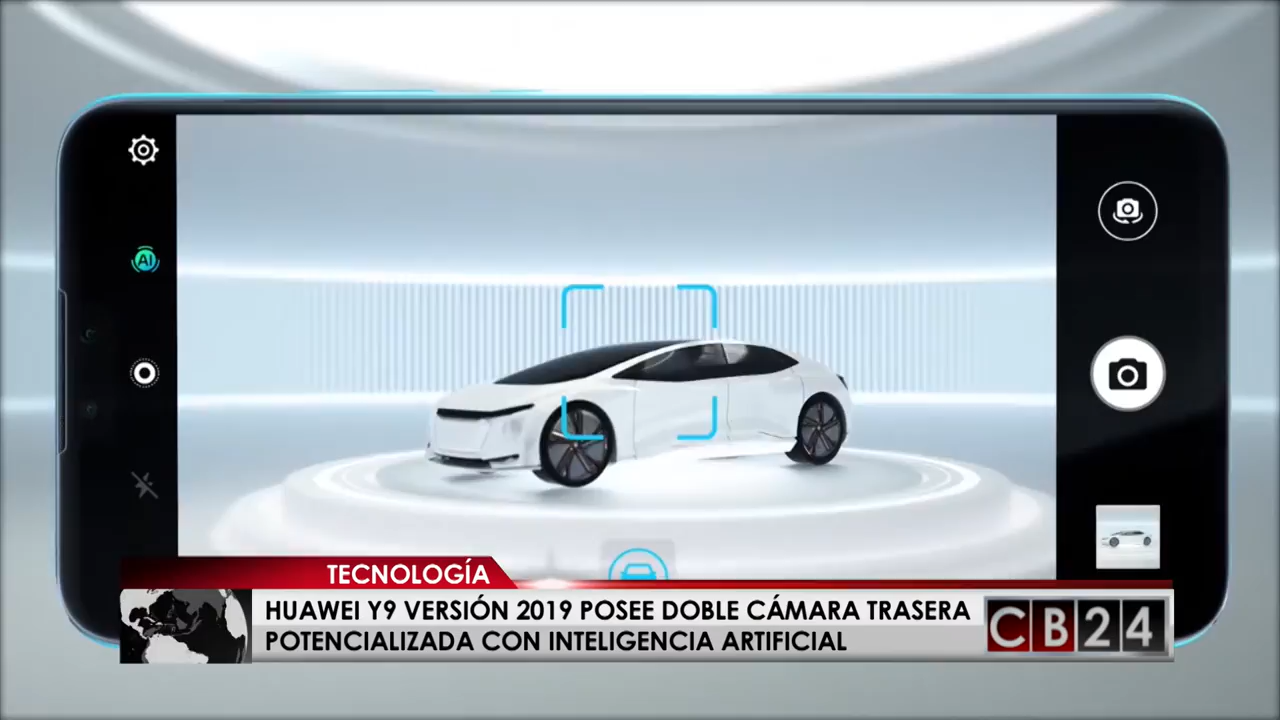 AI
TECNOLOGÍA
HUAWEI Y9 VERSIÓN 2019 POSEE DOBLE CÁMARA TRASERA
POTENCIALIZADA CON INTELIGENCIA ARTIFICIAL
CB24